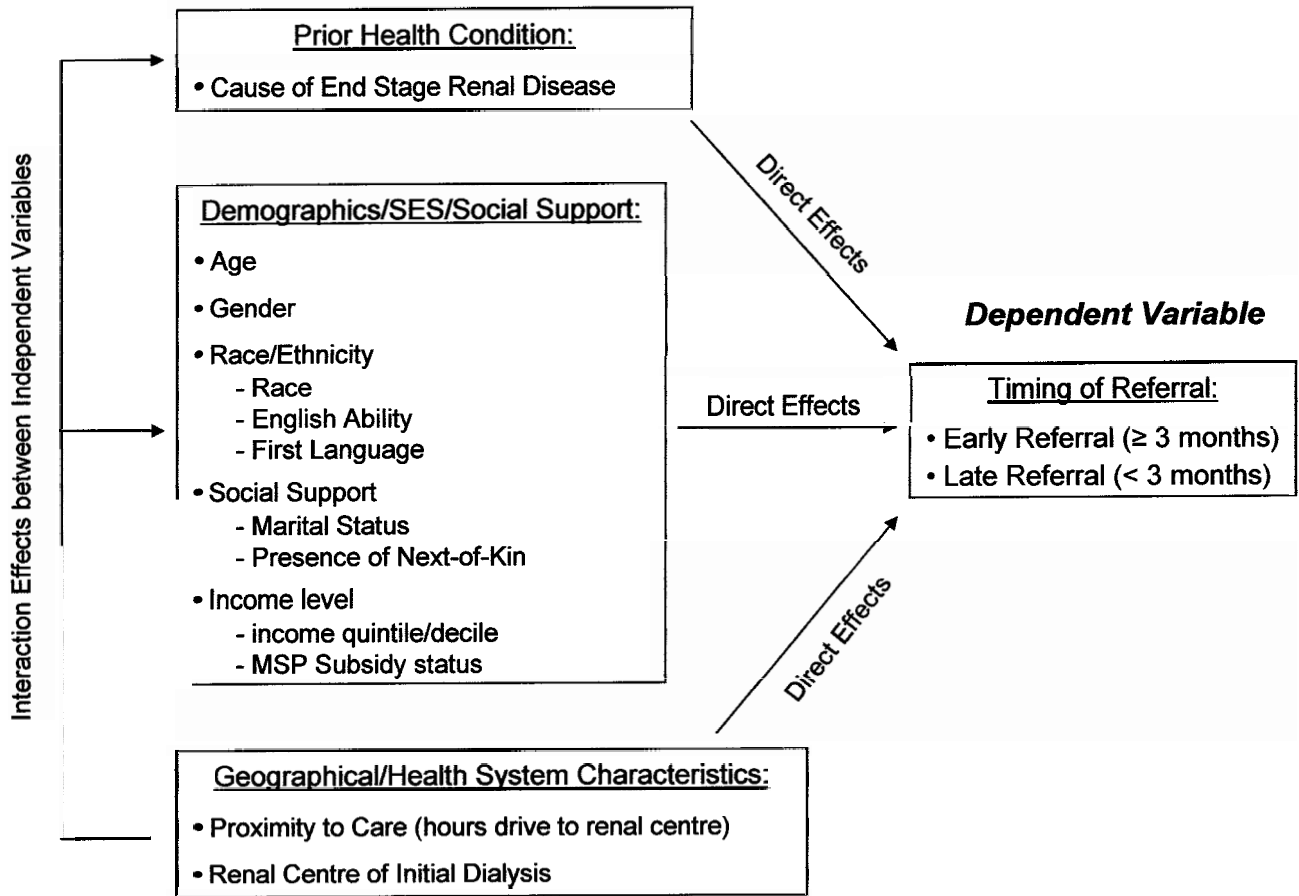 Interaction Effects between Independent Variables
Prior Health Condition:
• Cause of End Stage Renal Disease
Direct Effects
Demographics/SES/Social Support:
• Age
• Gender
• Race/Ethnicity
- Race
- English Ability
- First Language
• Social Support
- Marital Status
- Presence of Next-of-Kin
• Income level
- income quintile/decile
- MSP Subsidy status
Direct Effects
Dependent Variable
Timing of Referral:
• Early Referral (≥ 3 months)
• Late Referral (< 3 months)
Direct Effects
Geographical/Health System Characteristics:
• Proximity to Care (hours drive to renal centre)
• Renal Centre of Initial Dialysis